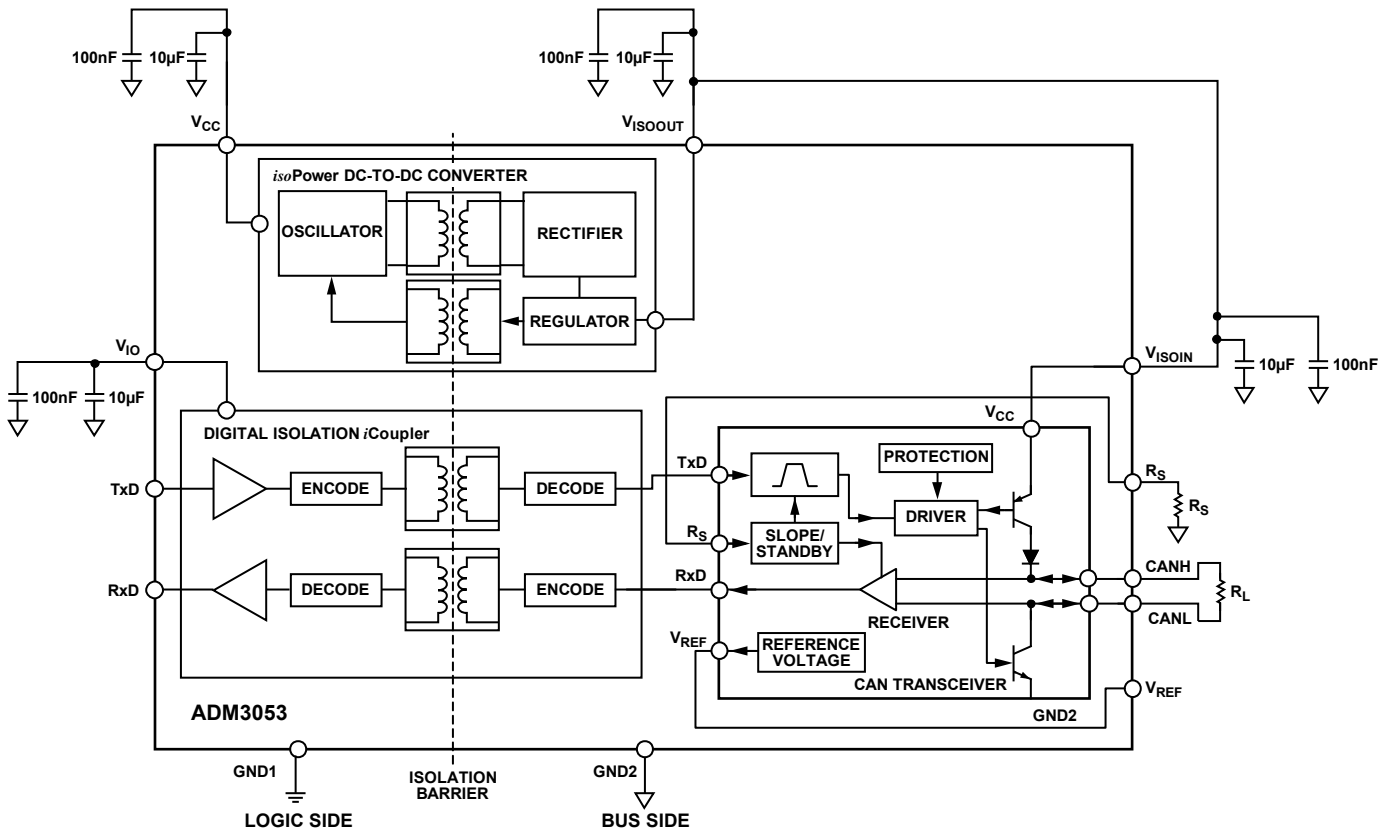 100nF
10µF
100nF
10µF
VCC
VISOOUT
isoPower DC-TO-DC CONVERTER
OSCILLATOR
RECTIFIER
REGULATOR
VIO
100nF
10µF
VISOIN
10µF
100nF
DIGITAL ISOLATION iCoupler
TxD
ENCODE
DECODE
RxD
DECODE
ENCODE
VCC
TxD
PROTECTION
DRIVER
RS
SLOPE/
STANDBY
RxD
RECEIVER
VREF
REFERENCE
VOLTAGE
CAN TRANSCEIVER
GND2
RS
RS
CANH
RL
CANL
VREF
ADM3053
GND1
ISOLATION
BARRIER
GND2
LOGIC SIDE
BUS SIDE